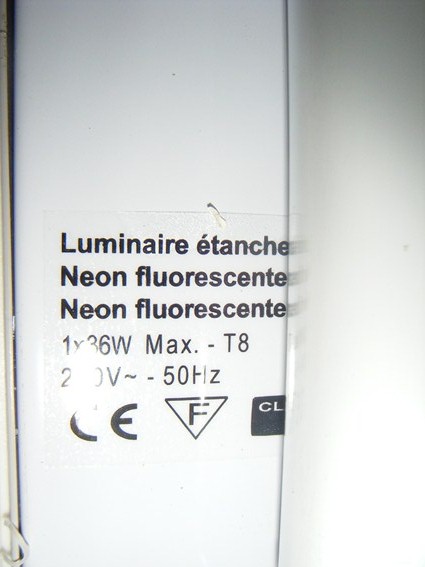 Luminaire étanche
Neon fluorescente
Neon fluorescente
1x36W Max. - T8
~ - 50Hz
CE F CL